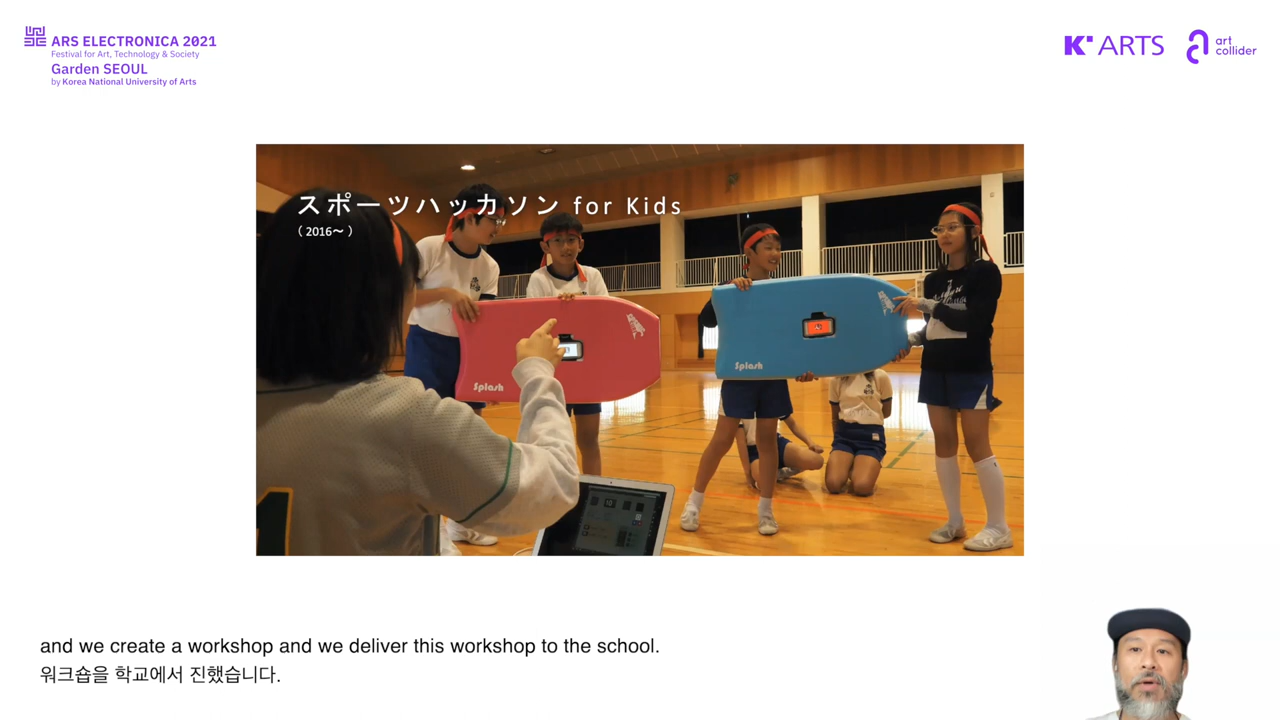 ARS ELECTRONICA 2021
Festival for Art, Technology & Society
Garden SEOUL
by Korea National University of Arts
K ARTS
art
collider
スポーツハッカソン for Kids
( 2016〜 )
Splash
Splash
and we create a workshop and we deliver this workshop to the school.
워크숍을 학교에서 진했습니다.